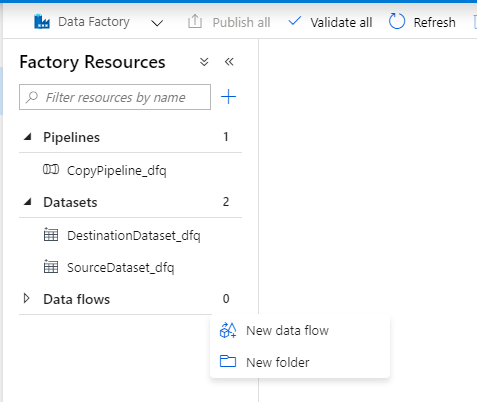 Data Factory Publish all Validate all Refresh
Factory Resources
Filter resources by name
Pipelines 1
CopyPipeline_dfq
Datasets 2
DestinationDataset_dfq
SourceDataset_dfq
Data flows 0
New data flow
New folder